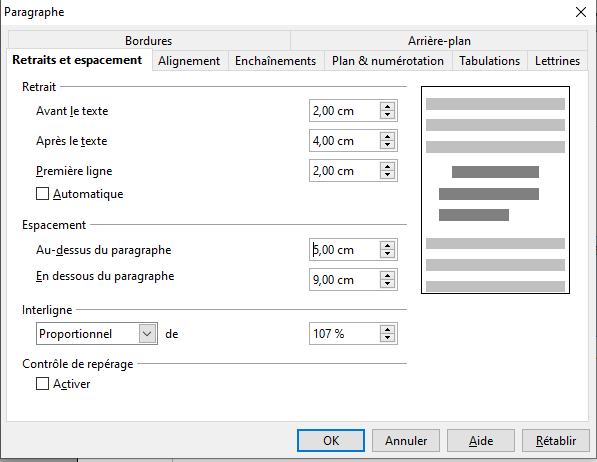 Paragraphe
Bordures Arrière-plan
Retraits et espacement Alignement Enchaînements Plan & numérotation Tabulations Lettrines
Retrait
Avant le texte 2,00 cm
Après le texte 4,00 cm
Première ligne 2,00 cm
Automatique
Espacement
Au-dessus du paragraphe 6,00 cm
En dessous du paragraphe 9,00 cm
Interligne
Proportionnel de 107 %
Contrôle de repérage
Activer
OK Annuler Aide Rétablir